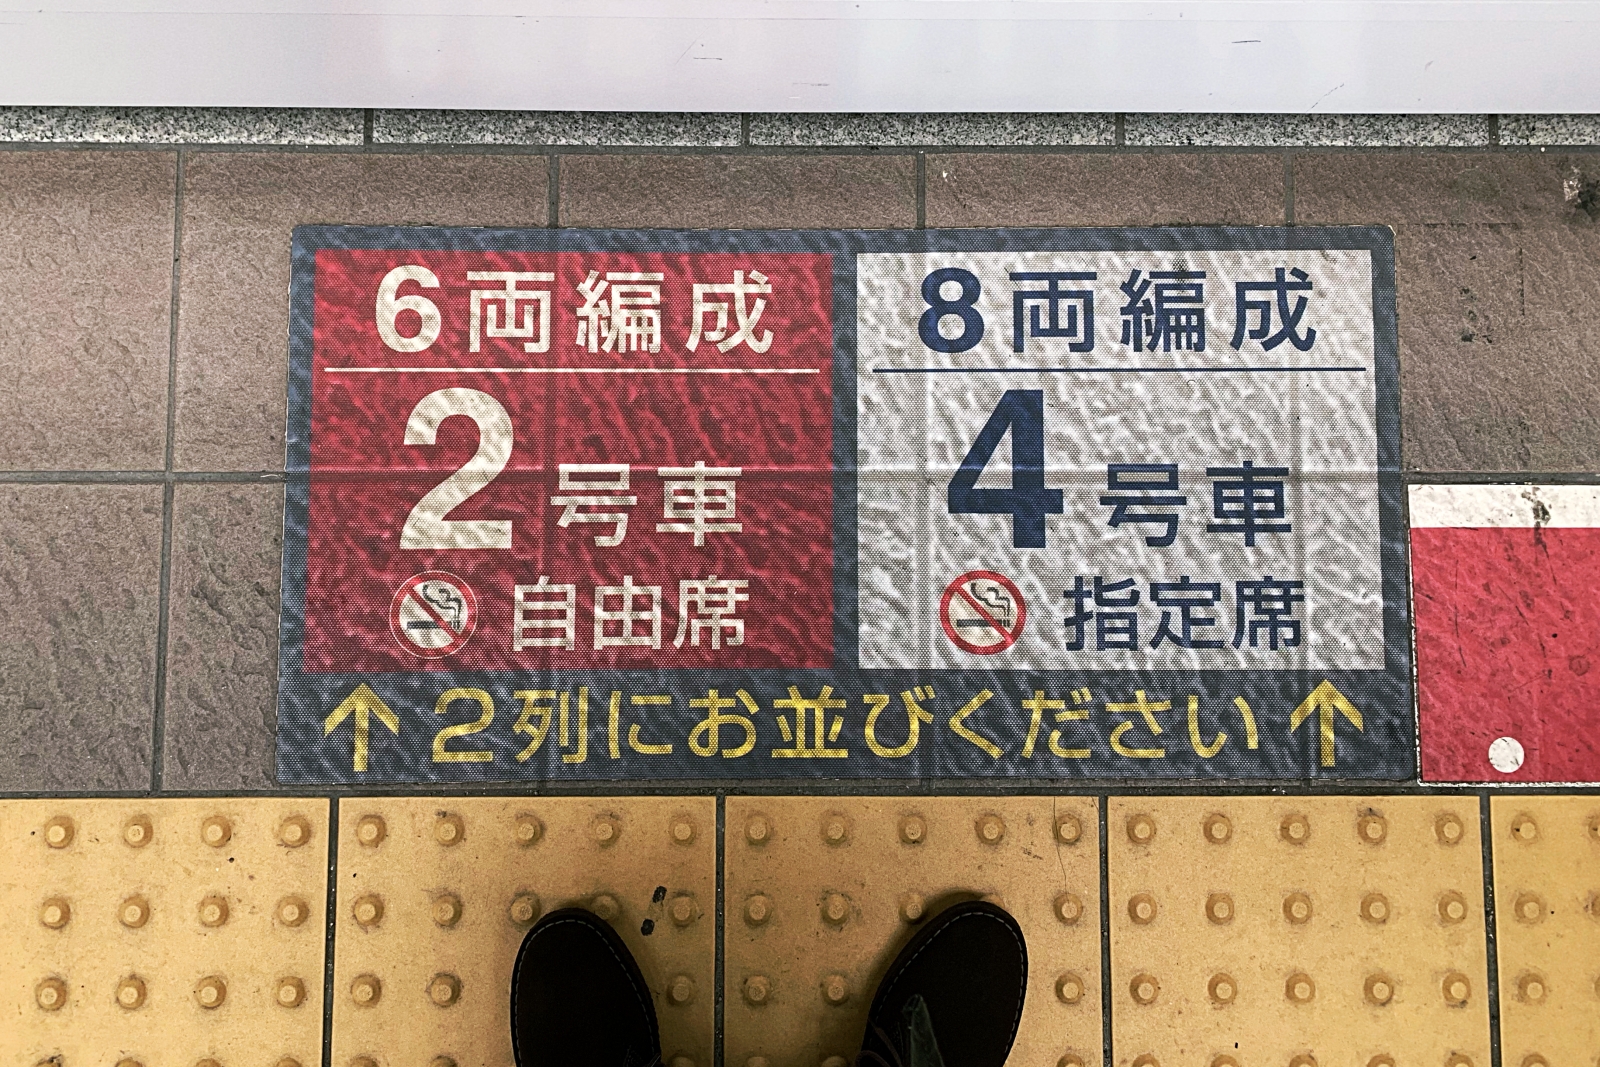 6両編成
2号車
自由席
8両編成
4号車
指定席
↑2列にお並びください↑